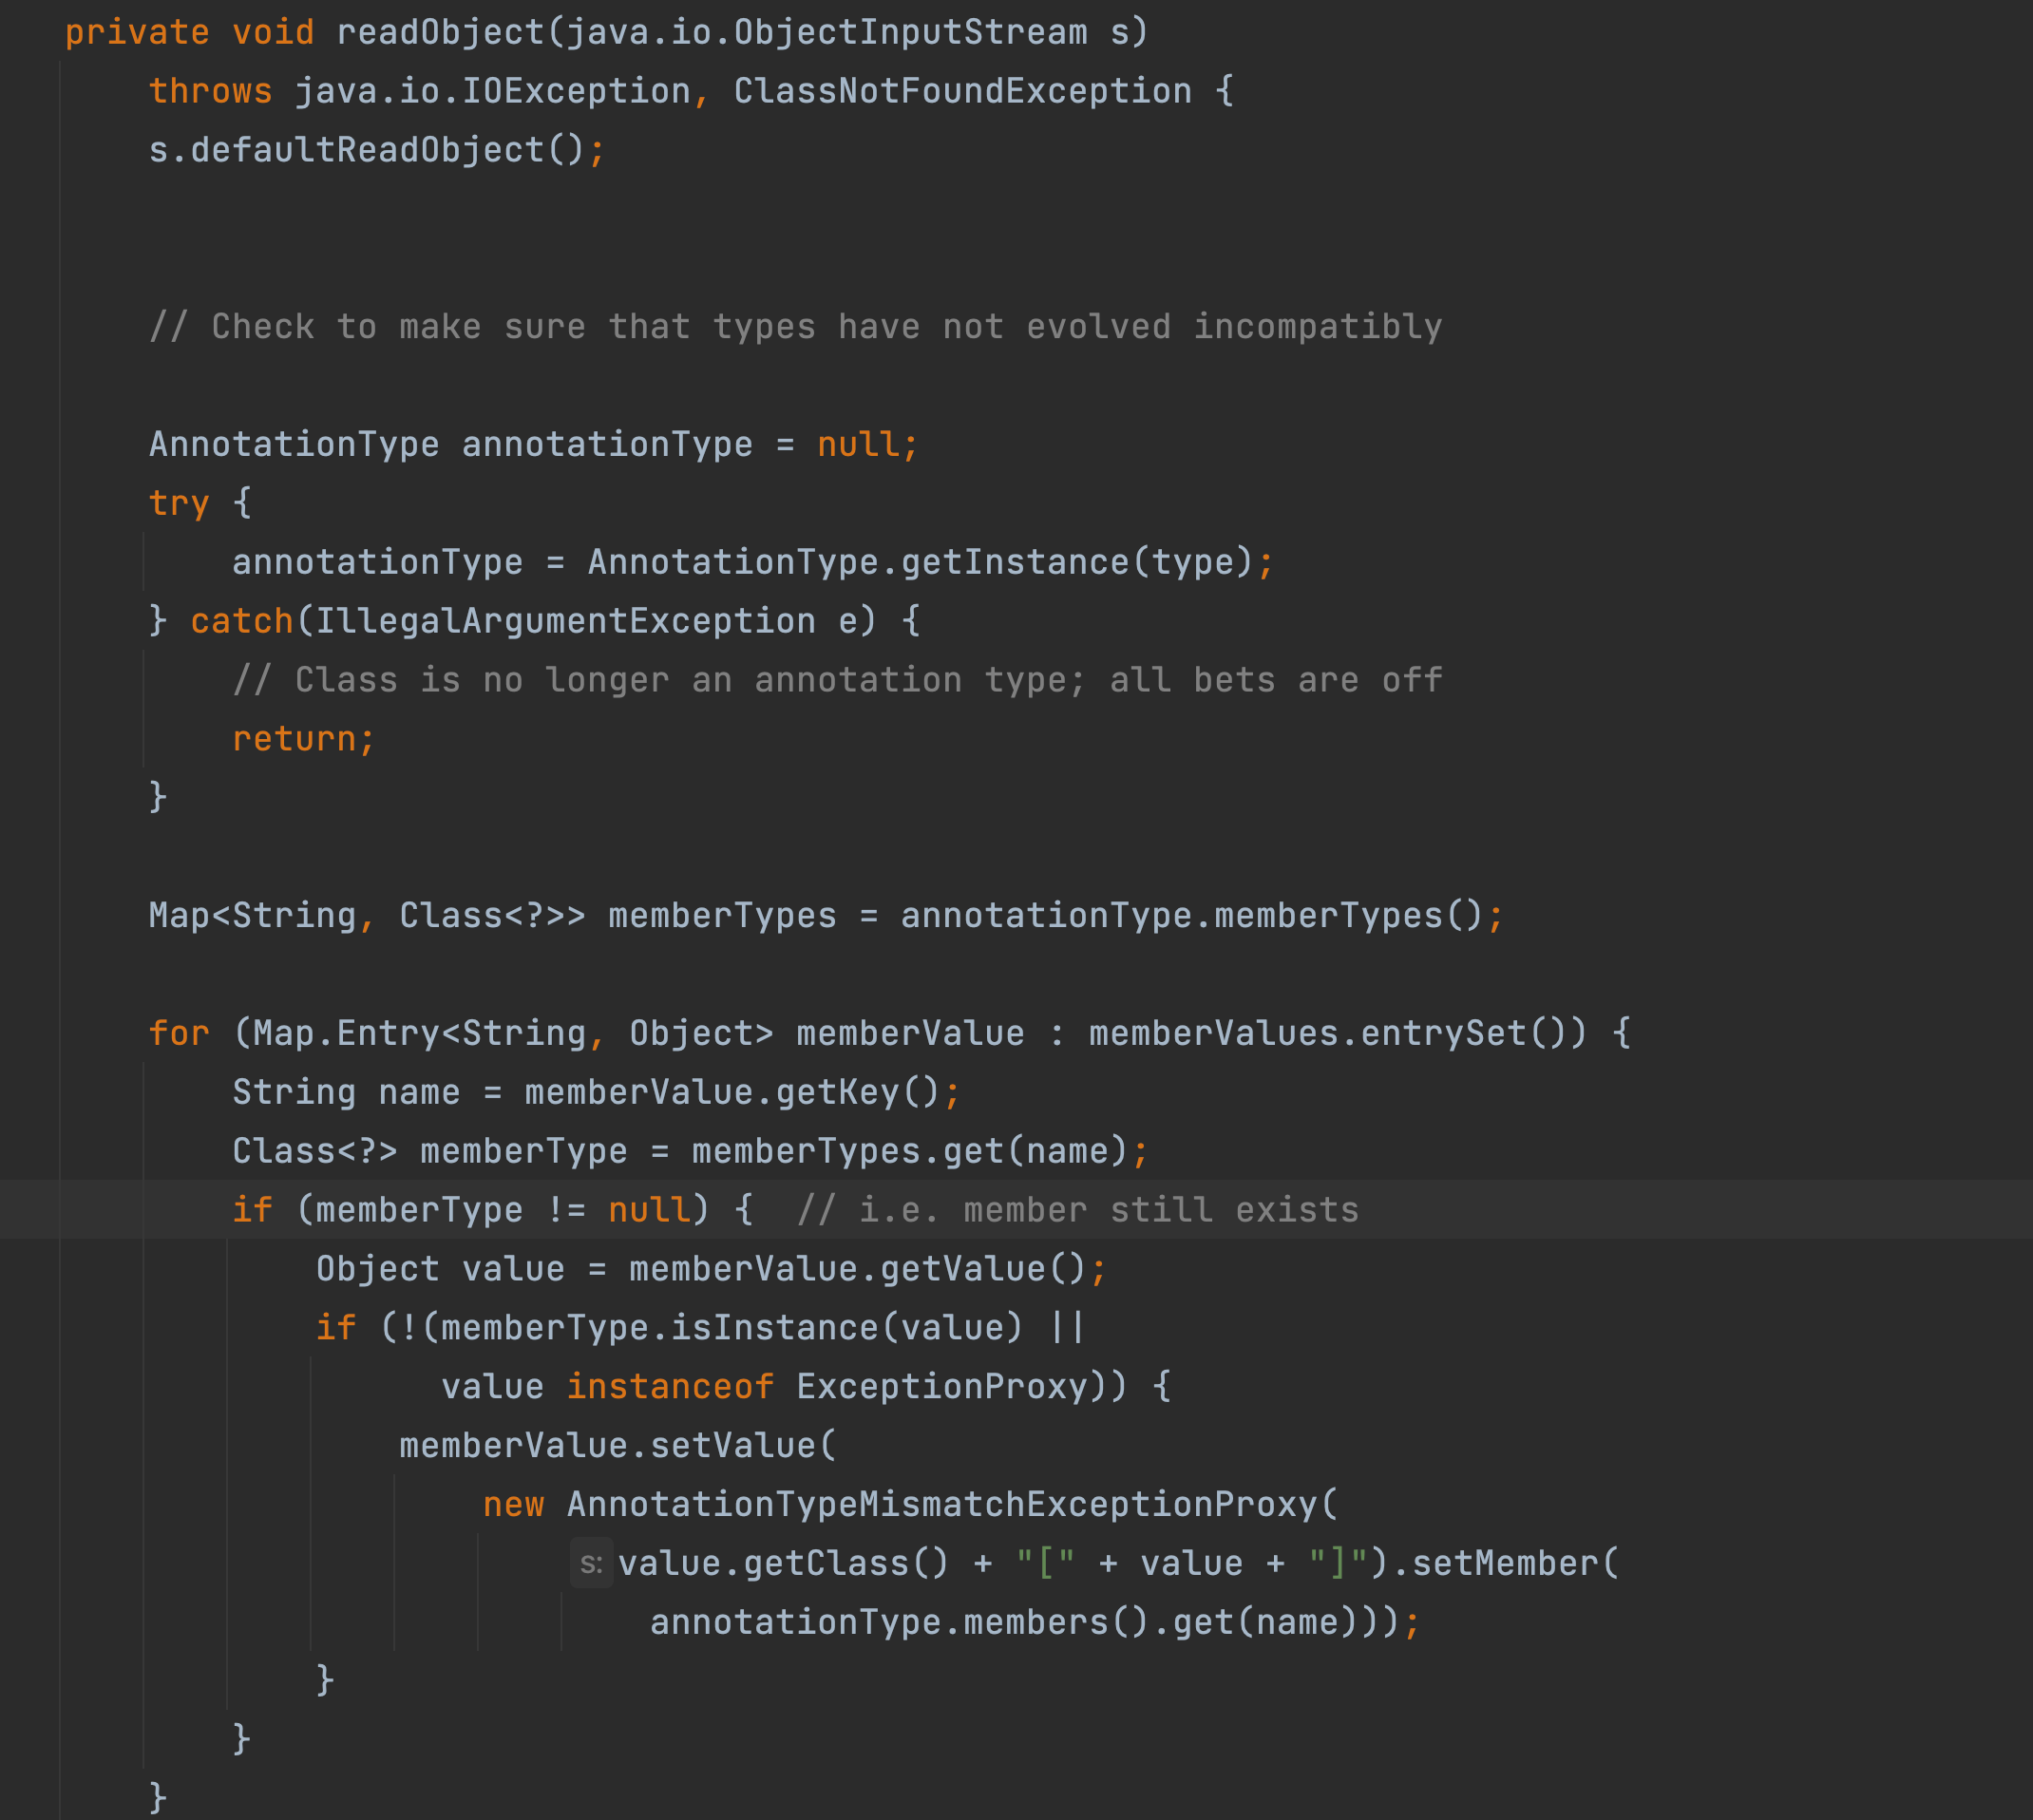 private void readObject(java.io.ObjectInputStream s)
throws java.io.IOException, ClassNotFoundException {
s.defaultReadObject();
// Check to make sure that types have not evolved incompatibly
AnnotationType annotationType = null;
try {
annotationType = AnnotationType.getInstance(type);
} catch(IllegalArgumentException e) {
// Class is no longer an annotation type; all bets are off
return;
}
Map<String, Class<?>> memberTypes = annotationType.memberTypes();
for (Map.Entry<String, Object> memberValue : memberValues.entrySet()) {
String name = memberValue.getKey();
Class<?> memberType = memberTypes.get(name);
if (memberType != null) {  // i.e. member still exists
Object value = memberValue.getValue();
if (!(memberType.isInstance(value) ||
value instanceof ExceptionProxy)) {
memberValue.setValue(
new AnnotationTypeMismatchExceptionProxy(
s: value.getClass() + "[" + value + "]").setMember(
annotationType.members().get(name)));
}
}
}